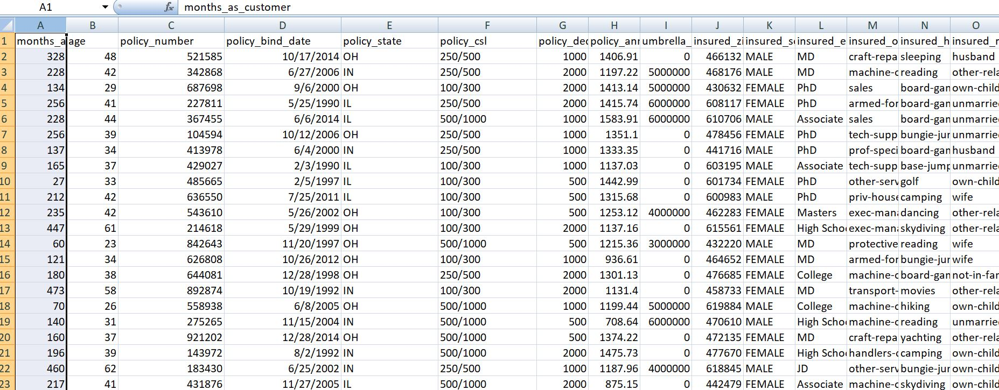 A1 fx months_as_customer
A B C D E F G H I J K L M N O
1 months_a age policy_number policy_bind_date policy_state policy_csl policy_dec policy_anr umbrella_ insured_zi insured_se insured_e insured_o insured_h insured_r
2 328 48 521585 10/17/2014 OH 250/500 1000 1406.91 0 466132 MALE MD craft-repa sleeping husband
3 228 42 342868 6/27/2006 IN 250/500 2000 1197.22 5000000 468176 MALE MD machine-c reading other-rela
4 134 29 687698 9/6/2000 OH 100/300 2000 1413.14 5000000 430632 FEMALE PhD sales board-gan own-child
5 256 41 227811 5/25/1990 IL 250/500 2000 1415.74 6000000 608117 FEMALE PhD armed-for board-gan unmarried
6 228 44 367455 6/6/2014 IL 500/1000 1000 1583.91 6000000 610706 MALE Associate sales board-gan unmarried
7 256 39 104594 10/12/2006 OH 250/500 1000 1351.1 0 478456 FEMALE PhD tech-supp bungie-jur unmarried
8 137 34 413978 6/4/2000 IN 250/500 1000 1333.35 0 441716 MALE PhD prof-speci board-gan husband
9 165 37 429027 2/3/1990 IL 100/300 1000 1137.03 0 603195 MALE Associate tech-supp base-jump unmarried
10 27 33 485665 2/5/1997 IL 100/300 500 1442.99 0 601734 FEMALE PhD other-serv golf own-child
11 212 42 636550 7/25/2011 IL 100/300 500 1315.68 0 600983 MALE PhD priv-house camping wife
12 235 42 543610 5/26/2002 OH 100/300 500 1253.12 4000000 462283 FEMALE Masters exec-mana dancing other-rela
13 447 61 214618 5/29/1999 OH 100/300 2000 1137.16 0 615561 FEMALE High Schoo exec-mana skydiving other-rela
14 60 23 842643 11/20/1997 OH 500/1000 500 1215.36 3000000 432220 MALE MD protective reading wife
15 121 34 626808 10/26/2012 OH 100/300 1000 936.61 0 464652 FEMALE MD armed-for bungie-jur wife
16 180 38 644081 12/28/1998 OH 250/500 2000 1301.13 0 476685 FEMALE College machine-c board-gan not-in-fam
17 473 58 892874 10/19/1992 IN 100/300 2000 1131.4 0 458733 FEMALE MD transport- movies other-rela
18 70 26 558938 6/8/2005 OH 500/1000 1000 1199.44 5000000 619884 MALE College machine-c hiking own-child
19 140 31 275265 11/15/2004 IN 500/1000 500 708.64 6000000 470610 MALE High Schoo machine-c reading unmarried
20 160 37 921202 12/28/2014 OH 500/1000 500 1374.22 0 472135 FEMALE MD craft-repa yachting other-rela
21 196 39 143972 8/2/1992 IN 500/1000 2000 1475.73 0 477670 FEMALE High Schoo handlers-c camping own-child
22 460 62 183430 6/25/2002 IN 250/500 1000 1187.96 4000000 618845 MALE JD other-serv bungie-jur own-child
23 217 41 431876 11/27/2005 IL 500/1000 2000 875.15 0 442479 FEMALE Associate machine-c skydiving own-child